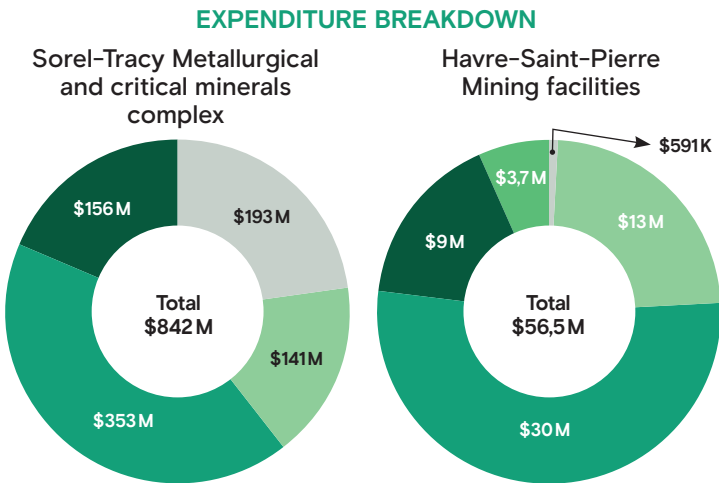 EXPENDITURE BREAKDOWN
Sorel-Tracy Metallurgical
and critical minerals
complex
$156 M
$193 M
Total
$842 M
$141 M
$353 M
Havre-Saint-Pierre
Mining facilities
$591 K
$3,7 M
$13 M
$9 M
Total
$56,5 M
$30 M